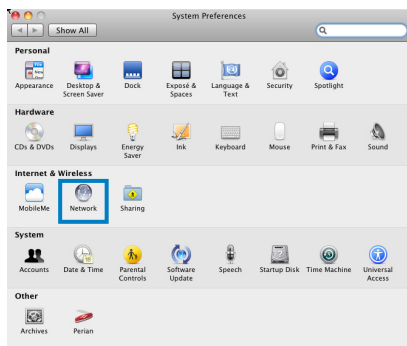 System Preferences
Show All
Personal
Appearance
Desktop &
Screen Saver
Dock
Exposé &
Spaces
Language &
Text
Security
Spotlight
Hardware
CDs & DVDs
Displays
Energy
Saver
Ink
Keyboard
Mouse
Print & Fax
Sound
Internet & Wireless
MobileMe
Network
Sharing
System
Accounts
Date & Time
Parental
Controls
Software
Update
Speech
Startup Disk
Time Machine
Universal
Access
Other
Archives
Perian